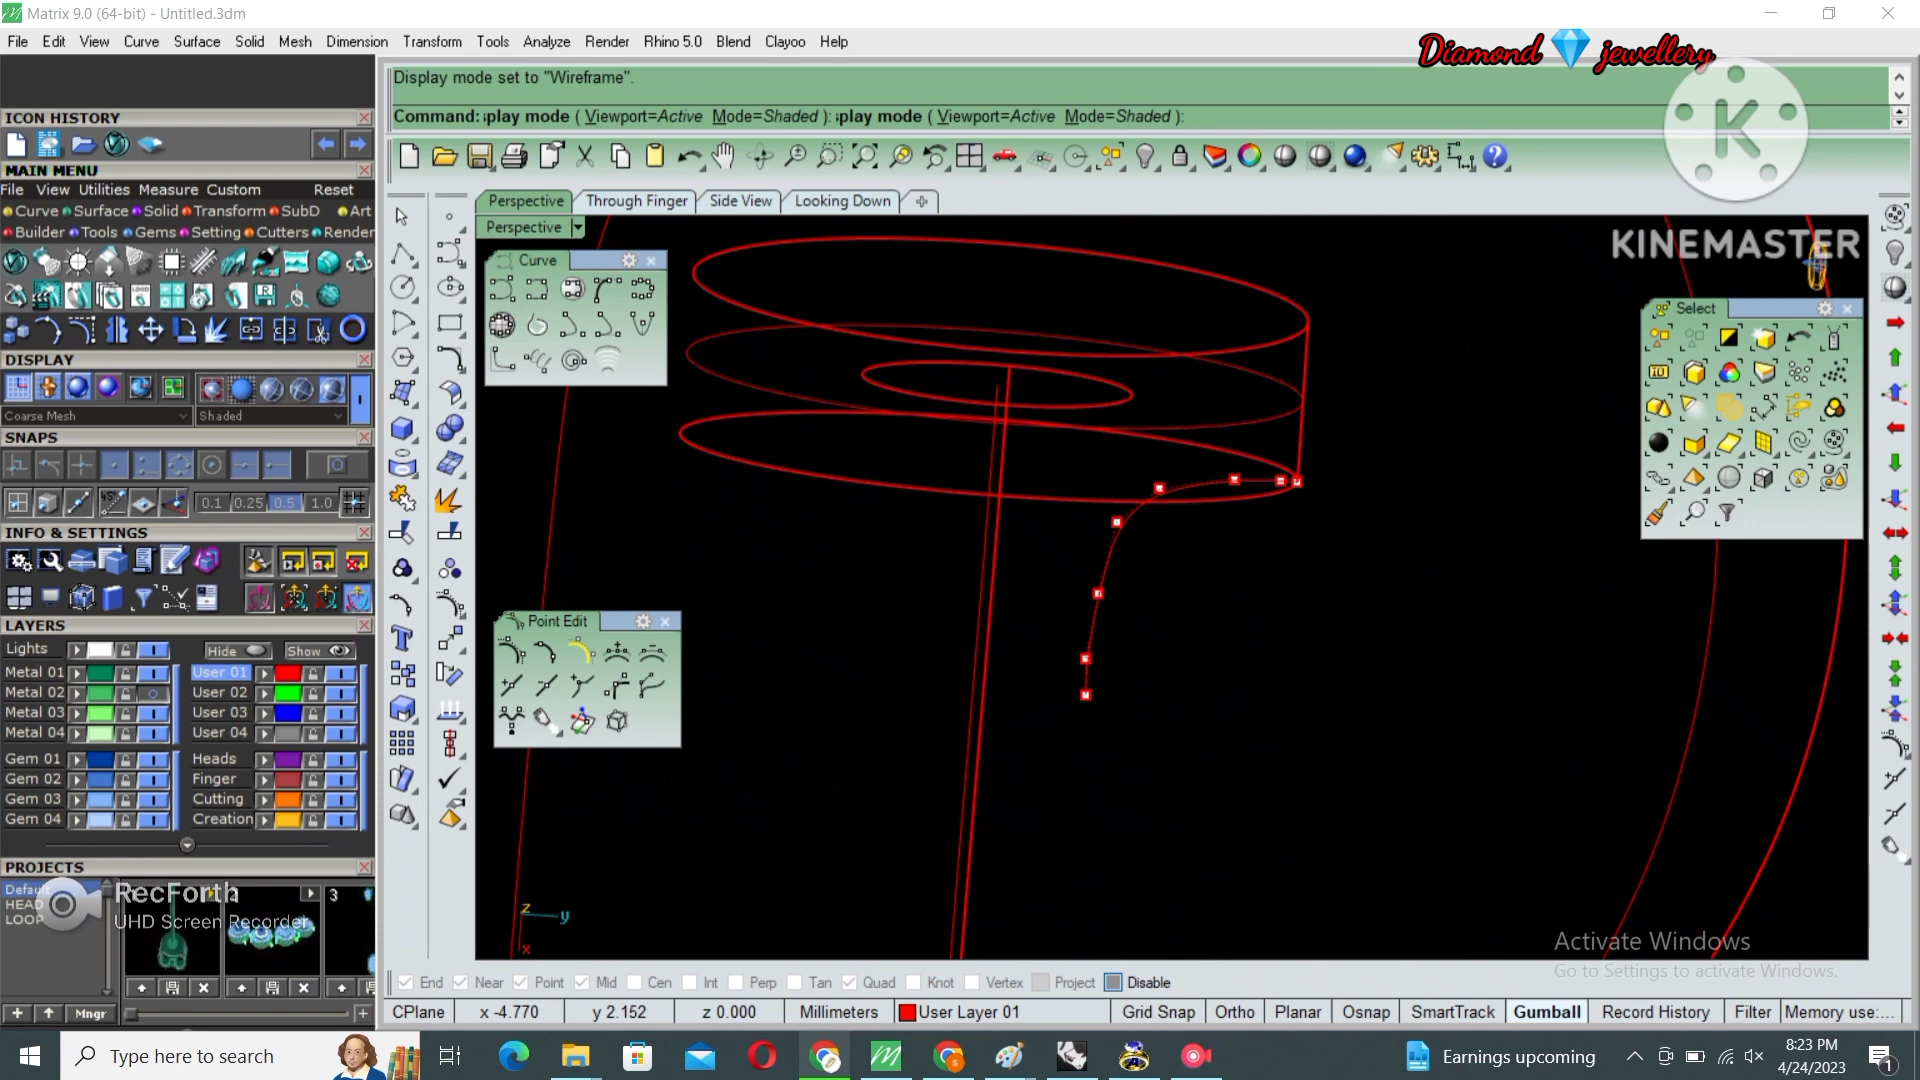 Matrix 9.0 (64-bit) - Untitled.3dm
File Edit View Curve Surface Solid Mesh Dimension Transform Tools Analyze Render Rhino 5.0 Blend Clayoo Help
Diamond jewellery
Display mode set to "Wireframe".
Command: splay mode ( Viewport=Active Mode=Shaded ): splay mode ( Viewport=Active Mode=Shaded ):
K
ICON HISTORY
MAIN MENU
File View Utilities Measure Custom Reset
Curve Surface Solid Transform SubD Art
Builder Tools Gems Setting Cutters Render
Perspective Through Finger Side View Looking Down
Perspective
KINEMASTER
Curve
Select
DISPLAY
Coarse Mesh Shaded
SNAPS
0.1 0.25 0.5 1.0
INFO & SETTINGS
Point Edit
LAYERS
Lights Hide Show
Metal 01 User 01
Metal 02 User 02
Metal 03 User 03
Metal 04 User 04
Gem 01 Heads
Gem 02 Finger
Gem 03 Cutting
Gem 04 Creation
PROJECTS
Default
HEAD
LOOP
3
RecForth
UHD Screen Recorder
Mngr
z y
x
Activate Windows
Go to Settings to activate Windows.
End Near Point Mid Cen Int Perp Tan Quad Knot Vertex Project Disable
CPlane x -4.770 y 2.152 z 0.000 Millimeters User Layer 01 Grid Snap Ortho Planar Osnap SmartTrack Gumball Record History Filter Memory use:...
Type here to search
Earnings upcoming
8:23 PM
4/24/2023
1